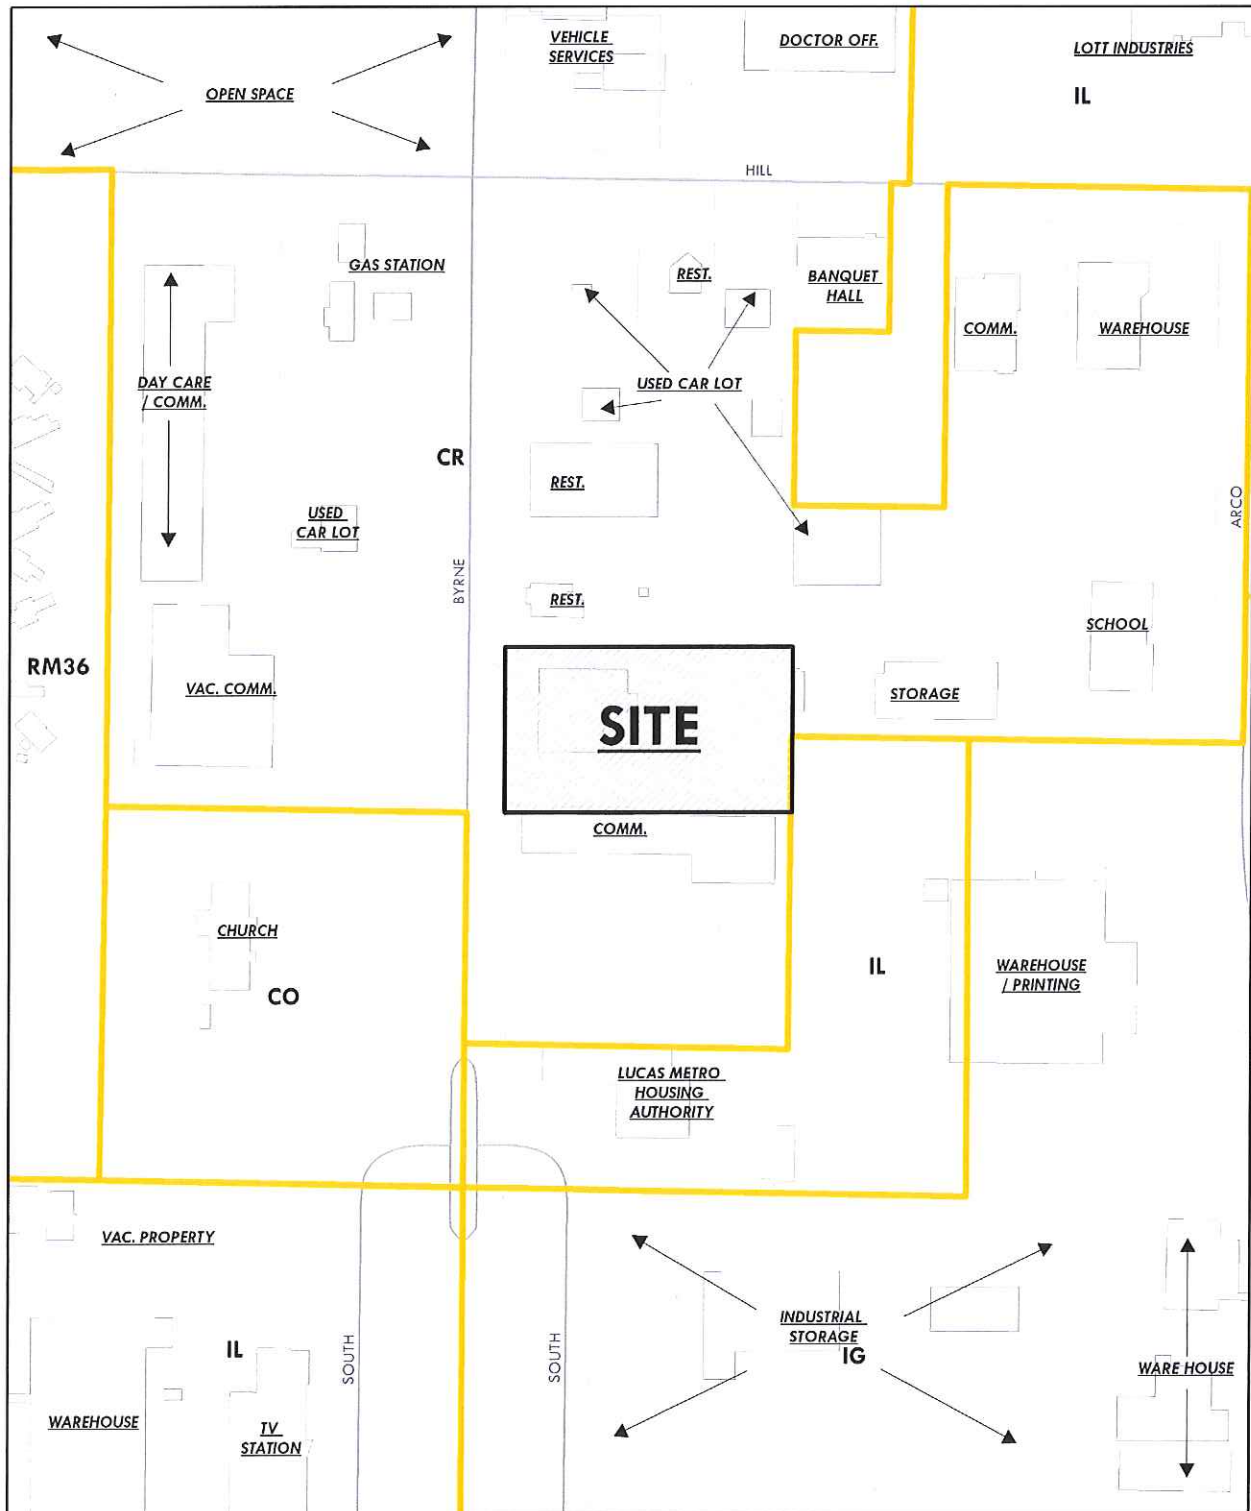 VEHICLE
SERVICES
DOCTOR OFF.
LOTT INDUSTRIES
OPEN SPACE
IL
HILL
GAS STATION
REST.
BANQUET
HALL
COMM.
WAREHOUSE
DAY CARE
/ COMM.
USED CAR LOT
CR
REST.
USED
CAR LOT
ARCO
BYRNE
REST.
SCHOOL
RM36
VAC. COMM.
STORAGE
SITE
COMM.
CHURCH
CO
IL
WAREHOUSE
/ PRINTING
LUCAS METRO
HOUSING
AUTHORITY
VAC. PROPERTY
INDUSTRIAL
STORAGE
IG
IL
SOUTH
SOUTH
WARE HOUSE
WAREHOUSE
TV
STATION